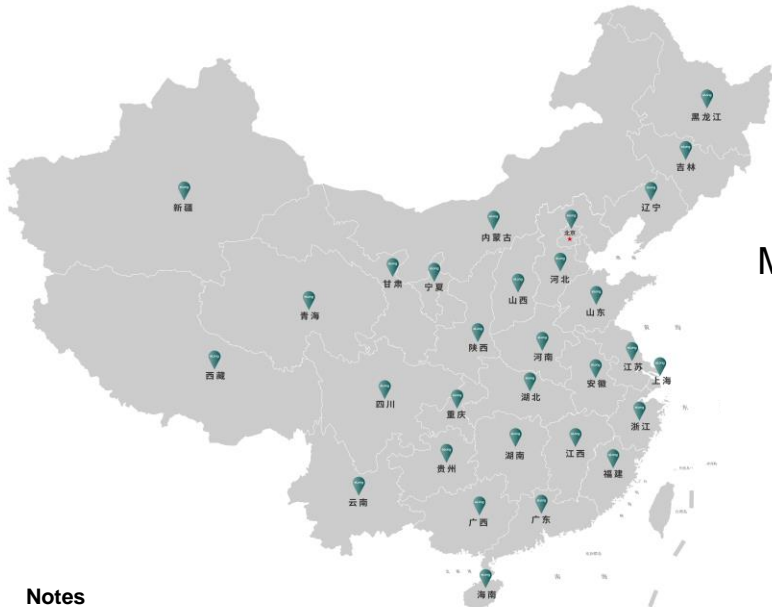 黑龙江
吉林
辽宁
新疆
内蒙古
北京
河北
甘肃
宁夏
山西
青海
山东
M
陕西
河南
江苏
西藏
安徽
上海
四川
重庆
湖北
浙江
贵州
湖南
江西
福建
云南
广西
广东
海南
Notes